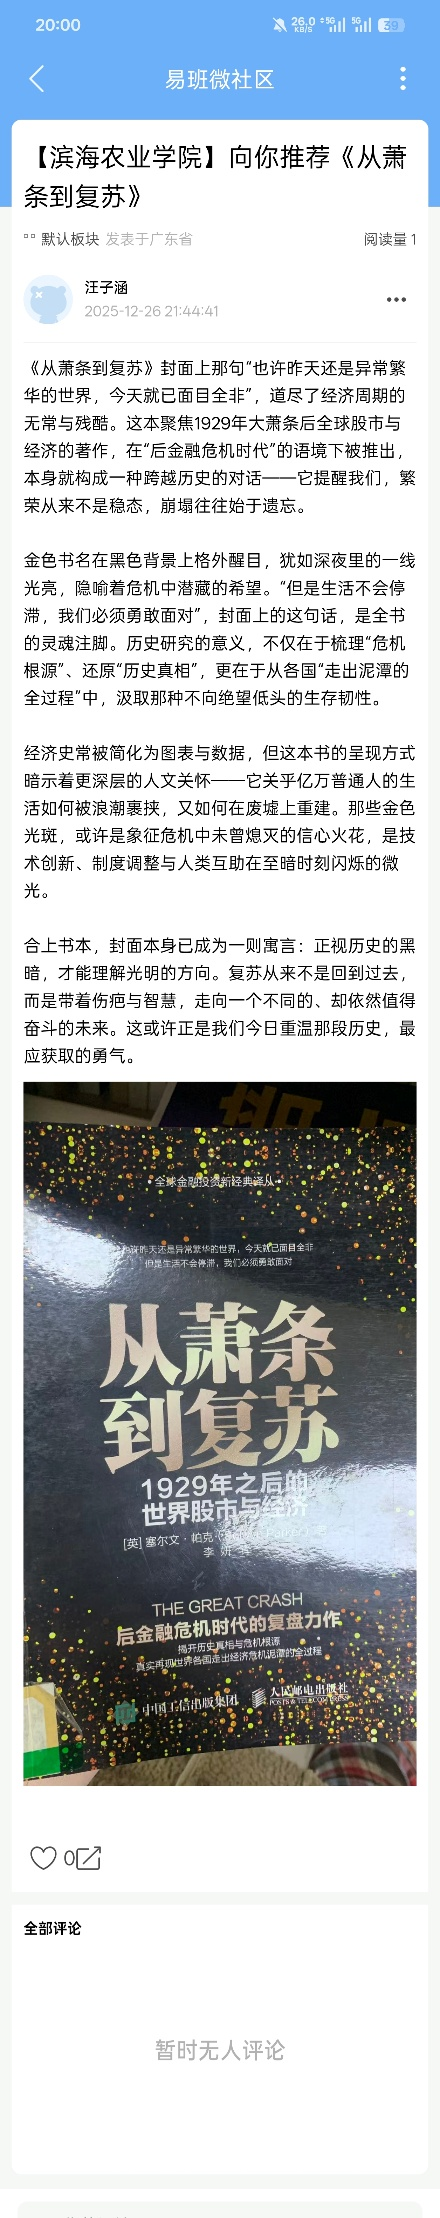 20:00
26.0
KB/S
5G
5G
39
易班微社区
【滨海农业学院】向你推荐《从萧
条到复苏》
默认板块 发表于广东省
阅读量 1
汪子涵
2025-12-26 21:44:41
《从萧条到复苏》封面上那句“也许昨天还是异常繁
华的世界，今天就已面目全非”，道尽了经济周期的
无常与残酷。这本聚焦1929年大萧条后全球股市与
经济的著作，在“后金融危机时代”的语境下被推出，
本身就构成一种跨越历史的对话——它提醒我们，繁
荣从来不是稳态，崩塌往往始于遗忘。
金色书名在黑色背景上格外醒目，犹如深夜里的一线
光亮，隐喻着危机中潜藏的希望。“但是生活不会停
滞，我们必须勇敢面对”，封面上的这句话，是全书
的灵魂注脚。历史研究的意义，不仅在于梳理“危机
根源”、还原“历史真相”，更在于从各国“走出泥潭的
全过程”中，汲取那种不向绝望低头的生存韧性。
经济史常被简化为图表与数据，但这本书的呈现方式
暗示着更深层的人文关怀——它关乎亿万普通人的生
活如何被浪潮裹挟，又如何在废墟上重建。那些金色
光斑，或许是象征危机中未曾熄灭的信心火花，是技
术创新、制度调整与人类互助在至暗时刻闪烁的微
光。
合上书本，封面本身已成为一则寓言：正视历史的黑
暗，才能理解光明的方向。复苏从来不是回到过去，
而是带着伤疤与智慧，走向一个不同的、却依然值得
奋斗的未来。这或许正是我们今日重温那段历史，最
应获取的勇气。
全球金融投资新经典译丛
许昨天还是异常繁华的世界，今天就已面目全非
但是生活不会停滞，我们必须勇敢面对
从萧条
到复苏
1929年之后的
世界股市与经济
[英] 塞尔文·帕克
李 妍
THE GREAT CRASH
后金融危机时代的复盘力作
揭开历史真相与危机根源
真实再现世界各国走出经济危机泥潭的全过程
中国工信出版集团
人民邮电出版社
POSTS & TELECOM PRESS
0
全部评论
暂时无人评论